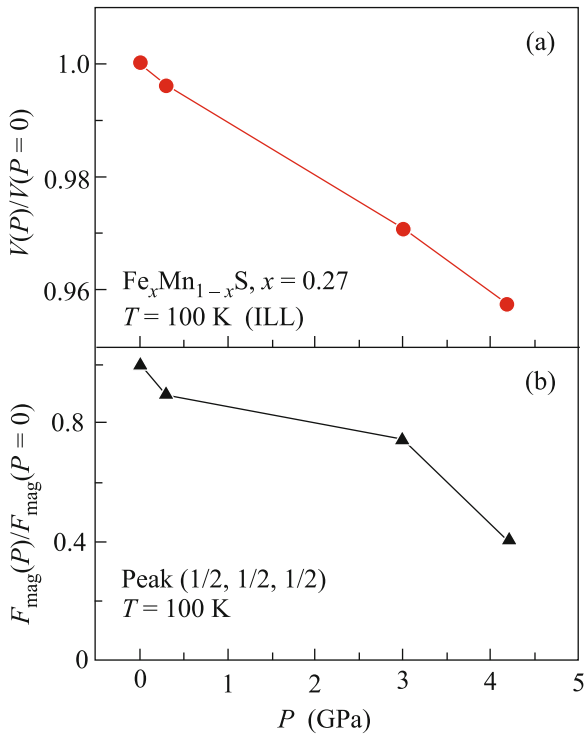 (a)
1.0
0.98
0.96
V(P)/V(P = 0)
FexMn1 – xS, x = 0.27
T = 100 K (ILL)
(b)
0.8
0.4
0
Fmag(P)/Fmag(P = 0)
Peak (1/2, 1/2, 1/2)
T = 100 K
0 1 2 3 4 5
P (GPa)